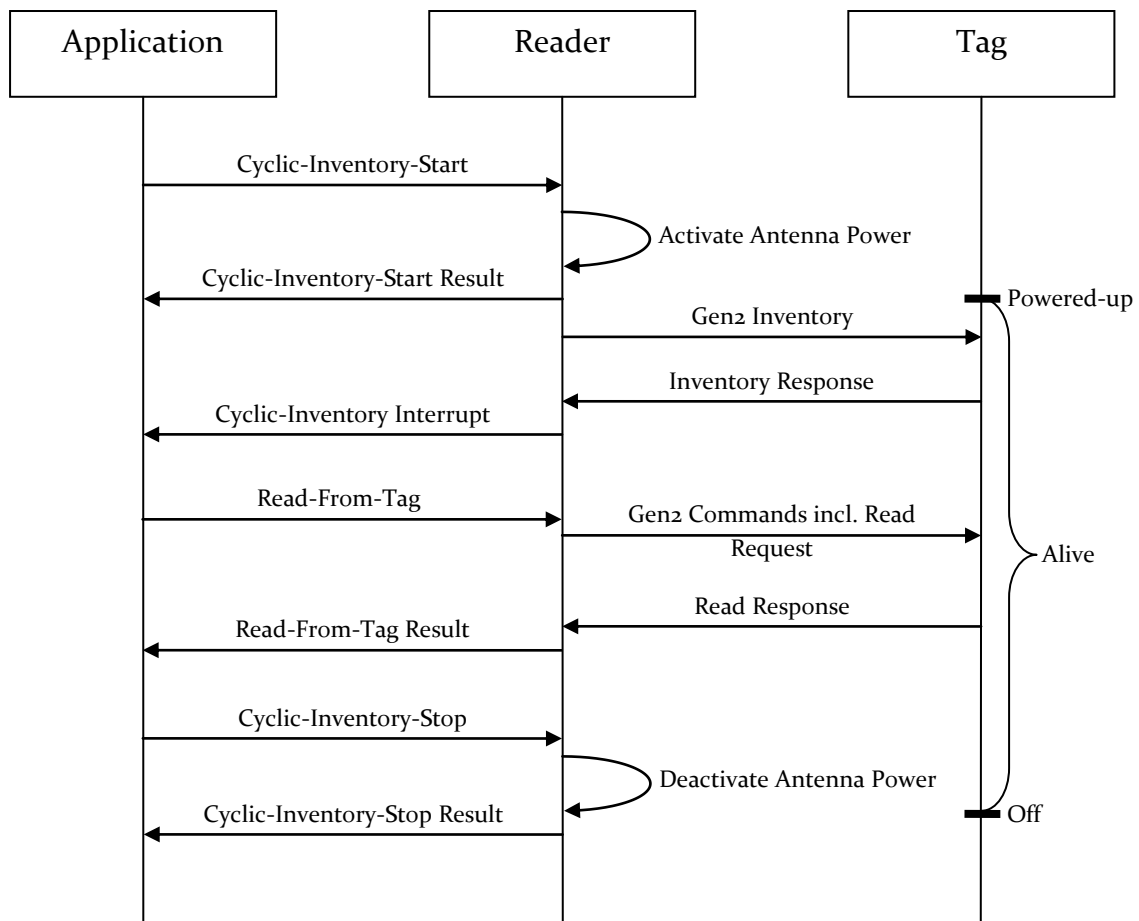 Application
Reader
Tag
Cyclic-Inventory-Start
Activate Antenna Power
Cyclic-Inventory-Start Result
Powered-up
Gen2 Inventory
Inventory Response
Cyclic-Inventory Interrupt
Read-From-Tag
Gen2 Commands incl. Read
Request
Alive
Read Response
Read-From-Tag Result
Cyclic-Inventory-Stop
Deactivate Antenna Power
Cyclic-Inventory-Stop Result
Off